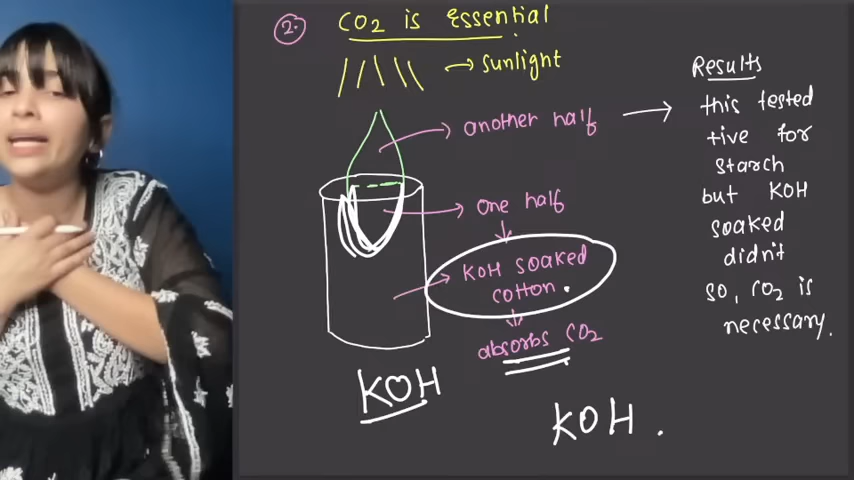 2. CO2 is essential
→ sunlight
→ another half →
→ one half
→ KOH soaked
cotton.
absorbs CO2
KOH
KOH.
Results
this tested
tive for
starch
but KOH
soaked
didn't
so, CO2 is
necessary.